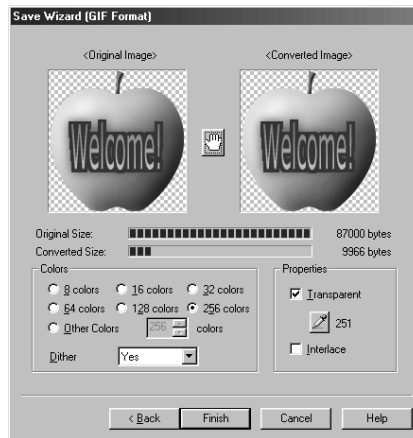 Save Wizard (GIF Format)
<Original Image> <Converted Image>
Welcome! Welcome!
Original Size: 87000 bytes
Converted Size: 9966 bytes
Colors Properties
8 colors 16 colors 32 colors
64 colors 128 colors 256 colors
Other Colors 256 colors
Dither Yes
Transparent
251
Interlace
< Back Finish Cancel Help